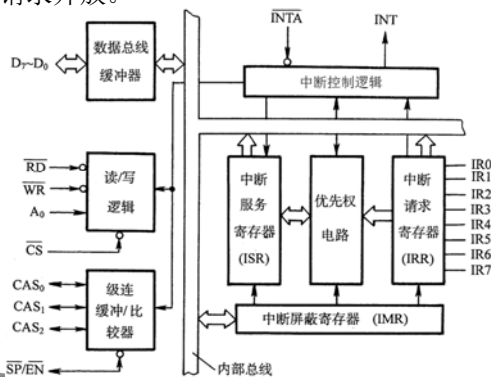 请求开放。
INTA
INT
数据总线
缓冲器
D7~D0
中断控制逻辑
RD
WR
A0
CS
读/写
逻辑
中断
服务
寄存器
(ISR)
优先权
电路
中断
请求
寄存器
(IRR)
IR0
IR1
IR2
IR3
IR4
IR5
IR6
IR7
CAS0
CAS1
CAS2
SP/EN
级连
缓冲/比
较器
中断屏蔽寄存器 (IMR)
内部总线